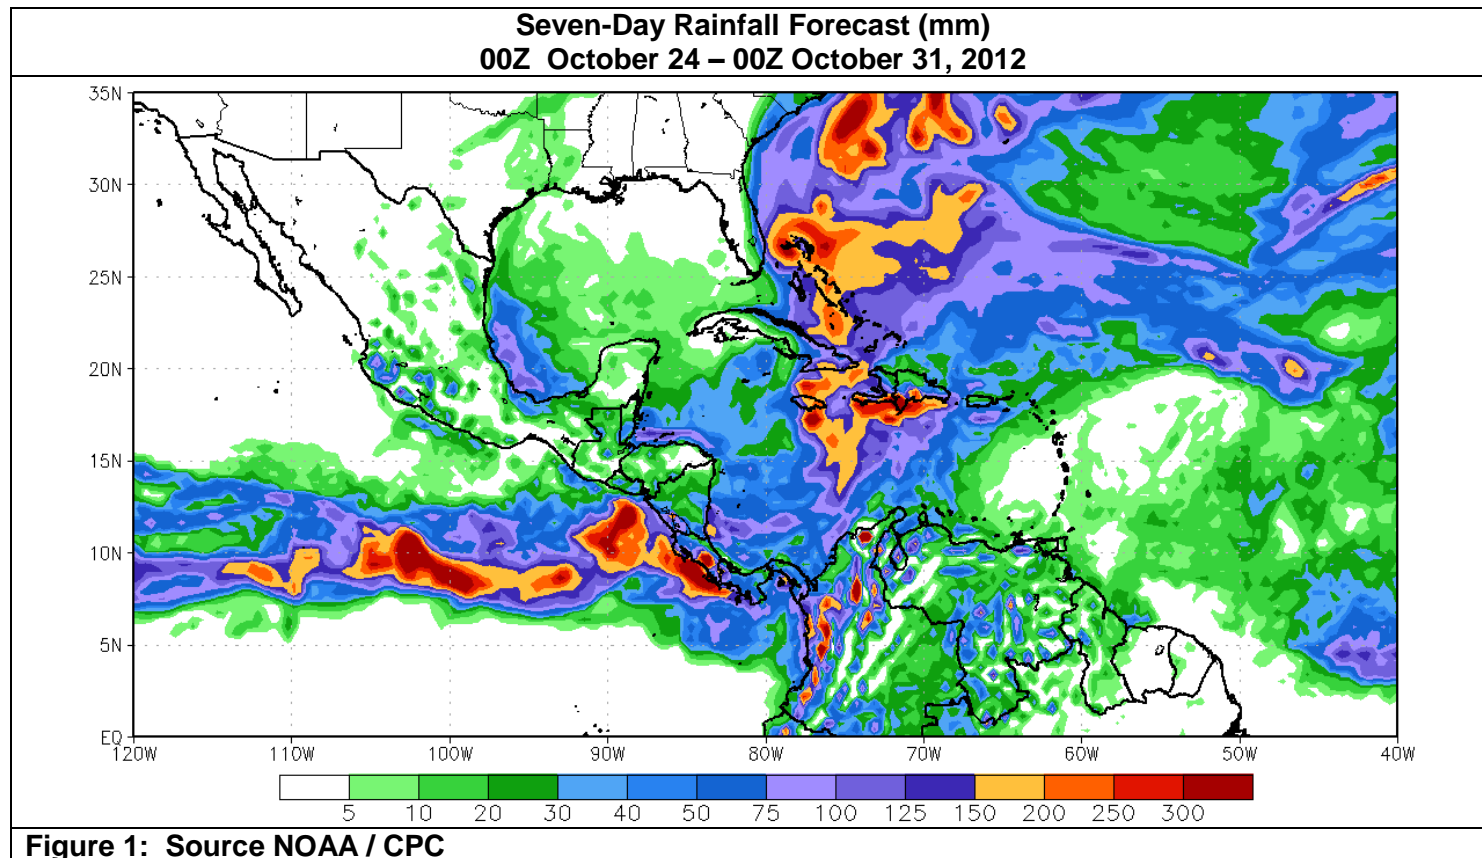 Seven-Day Rainfall Forecast (mm)
00Z  October 24 – 00Z October 31, 2012
35N
30N
25N
20N
15N
10N
5N
EQ
120W 110W 100W 90W 80W 70W 60W 50W 40W
5 10 20 30 40 50 75 100 125 150 200 250 300
Figure 1:  Source NOAA / CPC